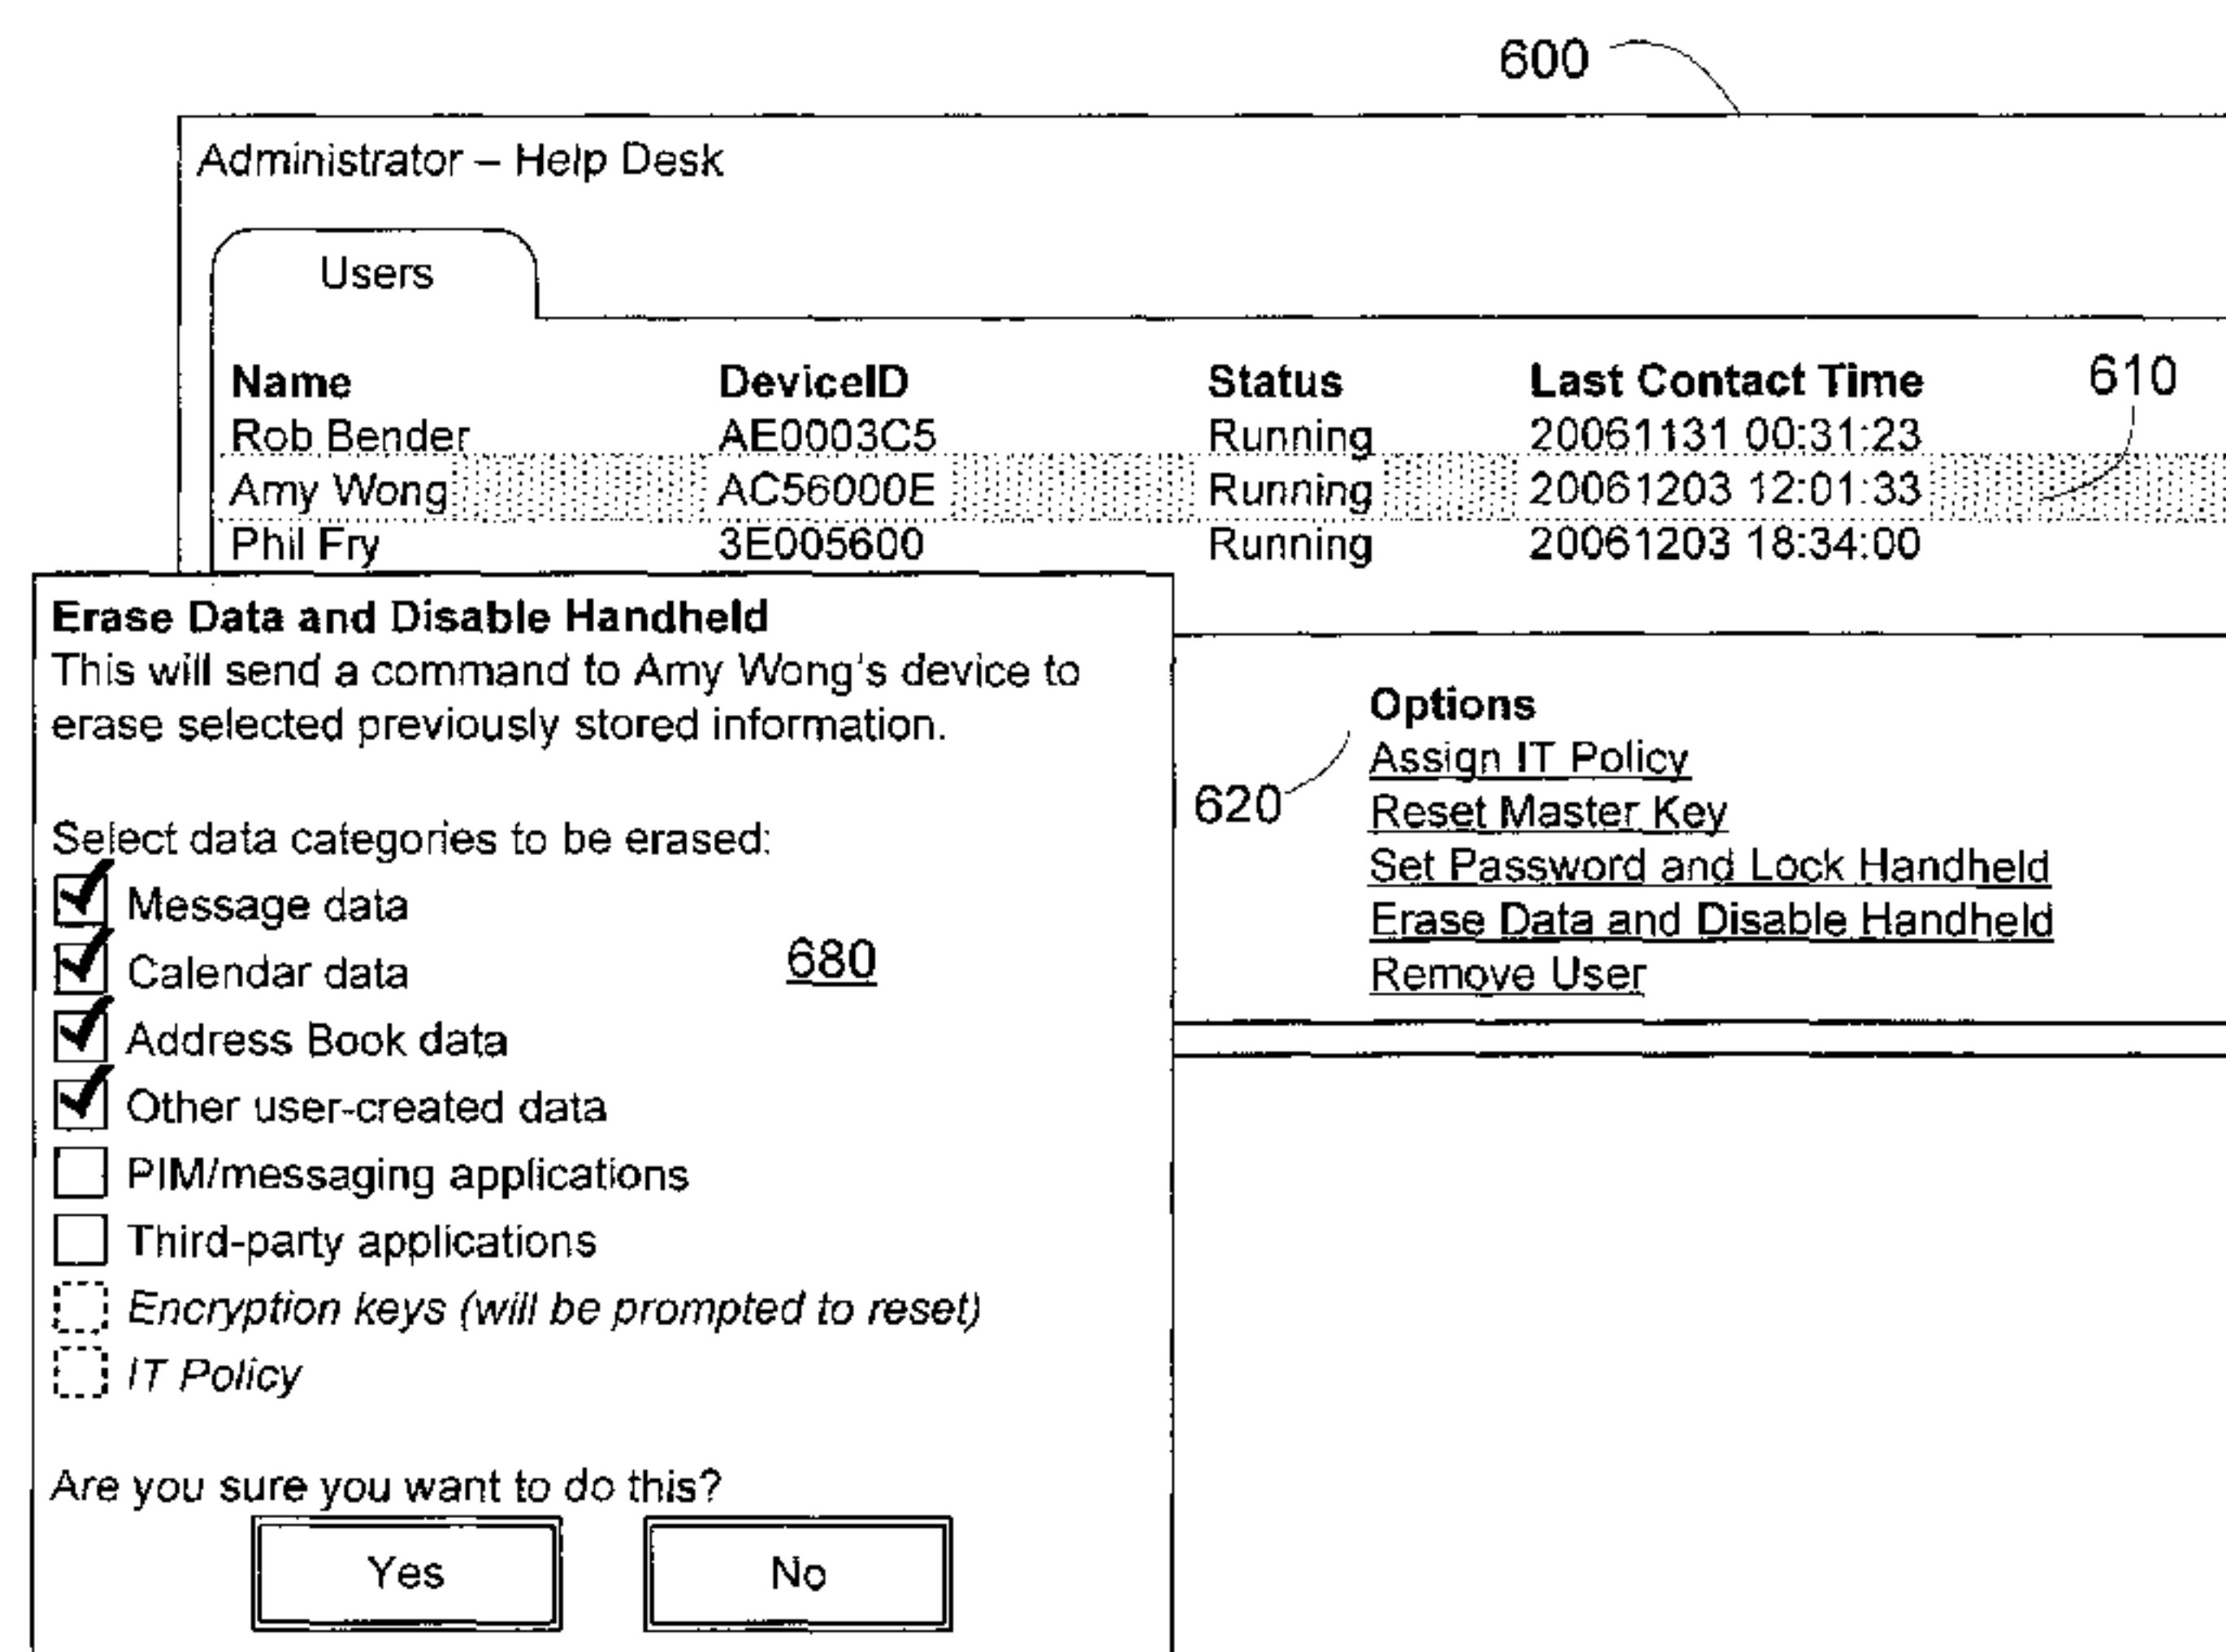 600
Administrator – Help Desk
Users
Name DeviceID Status Last Contact Time 610
Rob Bender AE0003C5 Running 20061131 00:31:23
Amy Wong AC56000E Running 20061203 12:01:33
Phil Fry 3E005600 Running 20061203 18:34:00
Erase Data and Disable Handheld
This will send a command to Amy Wong's device to
erase selected previously stored information.
Select data categories to be erased:
Message data
Calendar data
680
Address Book data
Other user-created data
PIM/messaging applications
Third-party applications
Encryption keys (will be prompted to reset)
IT Policy
Are you sure you want to do this?
Yes No
620
Options
Assign IT Policy
Reset Master Key
Set Password and Lock Handheld
Erase Data and Disable Handheld
Remove User